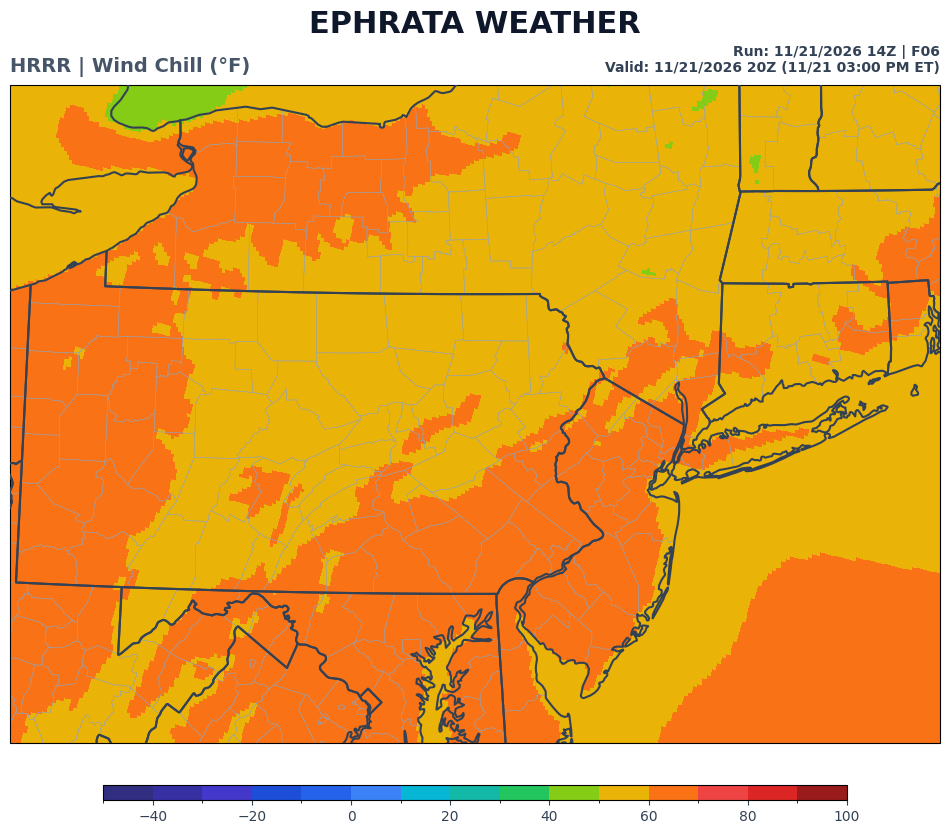 EPHRATA WEATHER
HRRR | Wind Chill (°F)
Run: 11/21/2026 14Z | F06
Valid: 11/21/2026 20Z (11/21 03:00 PM ET)
−40 −20 0 20 40 60 80 100